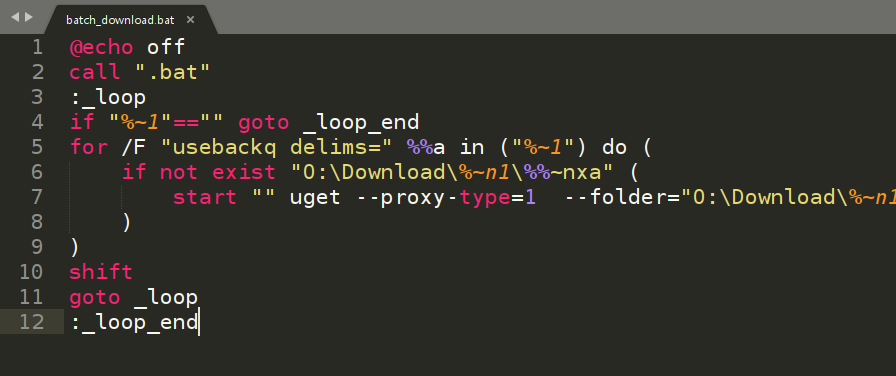 batch_download.bat ×
1 @echo off
2 call ".bat"
3 :_loop
4 if "%~1"=="" goto _loop_end
5 for /F "usebackq delims=" %%a in ("%~1") do (
6     if not exist "O:\Download\%~n1\%%~nxa" (
7         start "" uget --proxy-type=1  --folder="O:\Download\%~n1
8     )
9 )
10 shift
11 goto _loop
12 :_loop_end